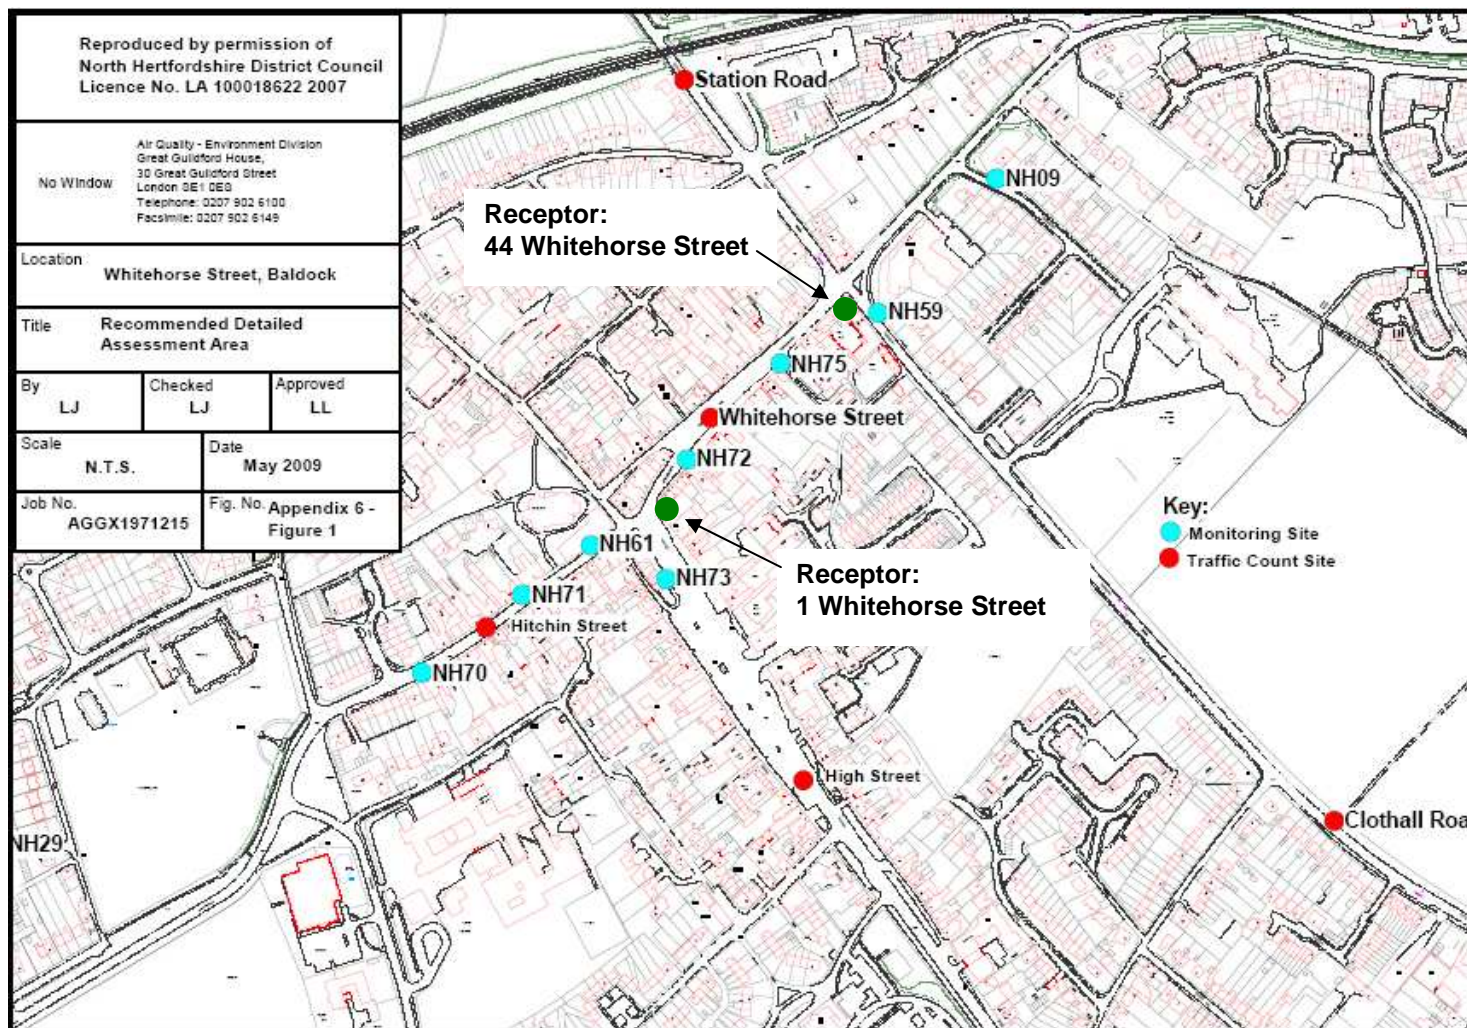 Reproduced by permission of
North Hertfordshire District Council
Licence No. LA 100018622 2007
No Window
Air Quality - Environment Division
Great Guildford House,
30 Great Guildford Street
London SE1 0ES
Telephone: 0207 902 6100
Facsimile: 0207 902 6149
Location
Whitehorse Street, Baldock
Title
Recommended Detailed
Assessment Area
By
LJ
Checked
LJ
Approved
LL
Scale
N.T.S.
Date
May 2009
Job No.
AGGX1971215
Fig. No.
Appendix 6 -
Figure 1
Station Road
NH09
Receptor:
44 Whitehorse Street
NH59
NH75
Whitehorse Street
NH72
Key:
Monitoring Site
Traffic Count Site
NH61
NH73
Receptor:
1 Whitehorse Street
NH71
Hitchin Street
NH70
High Street
Clothall Roa
NH29